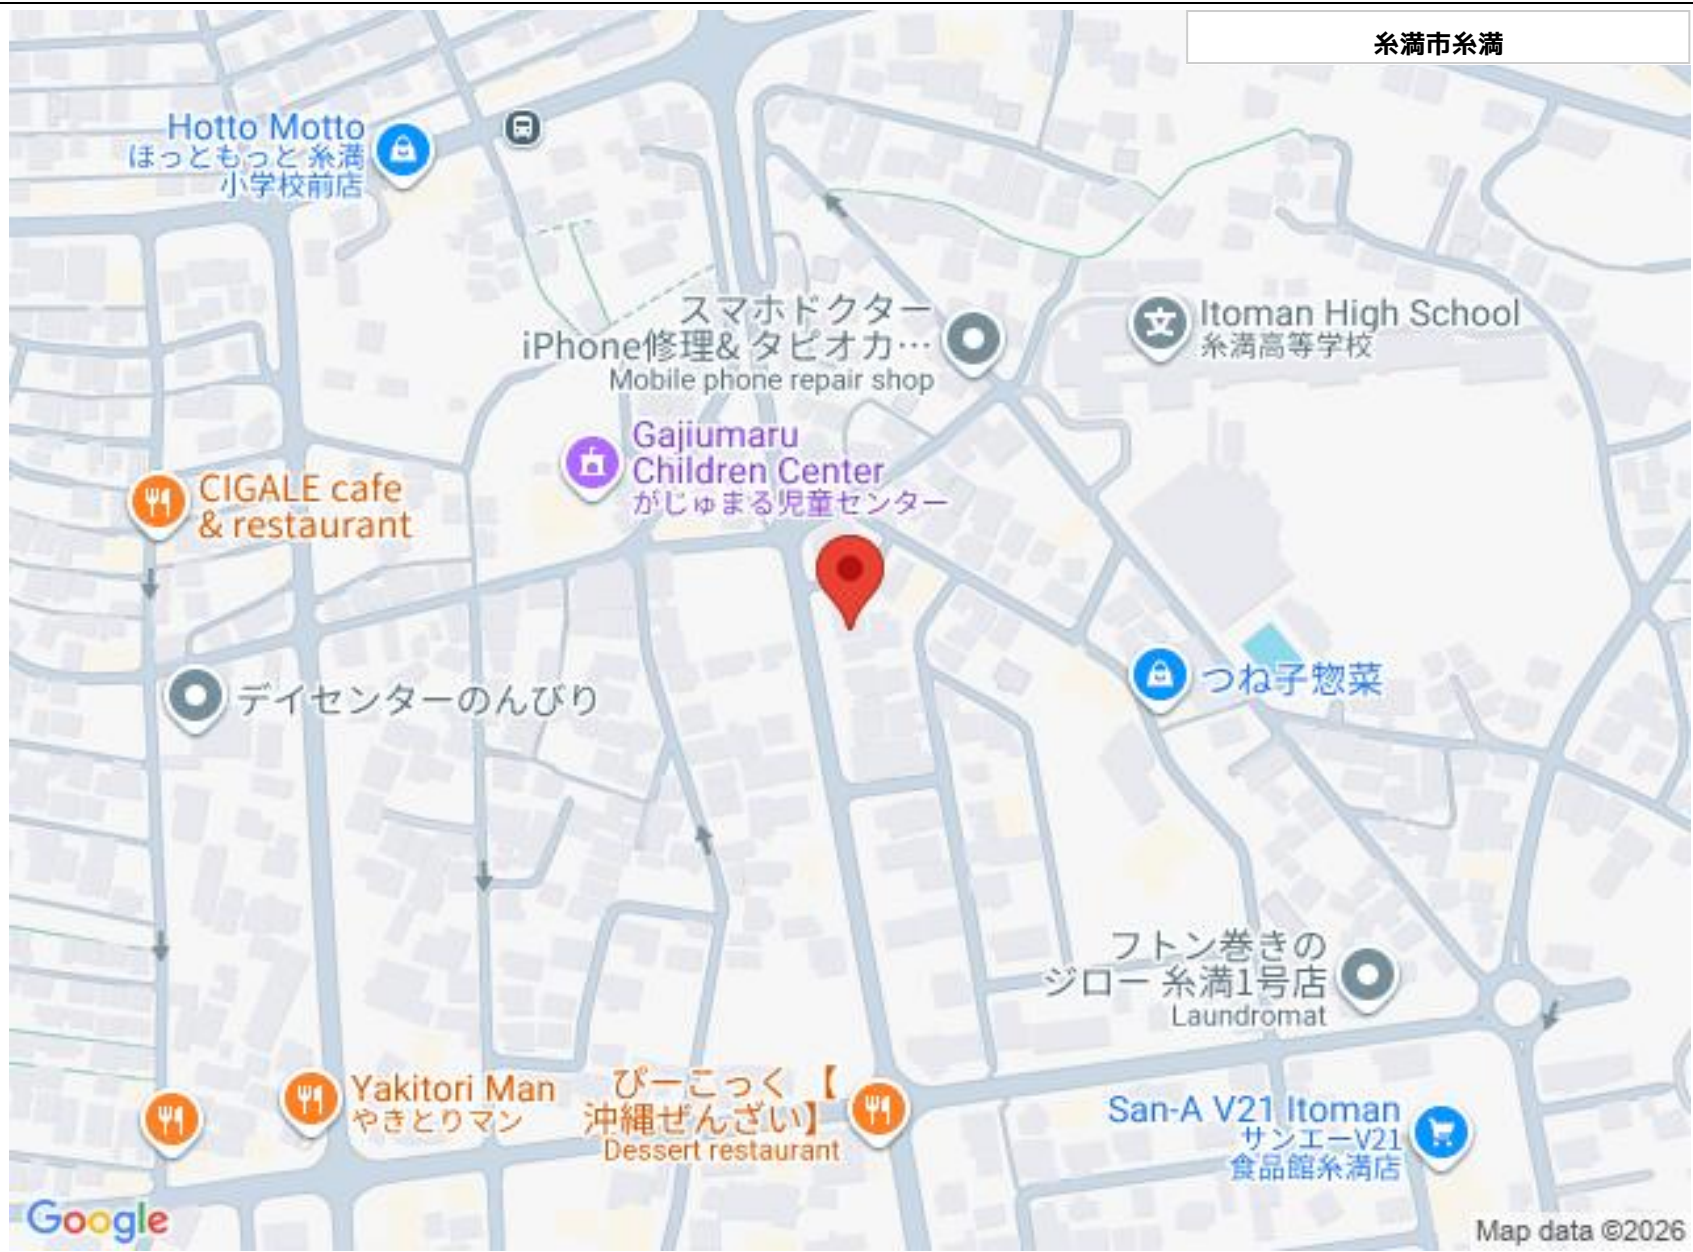 糸満市糸満
Hotto Motto
ほっともっと 糸満
小学校前店
スマホドクター
iPhone修理& タピオカ…
Mobile phone repair shop
Itoman High School
糸満高等学校
Gajiumaru
Children Center
がじゅまる児童センター
CIGALE cafe
& restaurant
デイセンターのんびり
つね子惣菜
フトン巻きの
ジロー 糸満1号店
Laundromat
Yakitori Man
やきとりマン
ぴーこっく 【
沖縄ぜんざい】
Dessert restaurant
San-A V21 Itoman
サンエーV21
食品館糸満店
Google
Map data ©2026